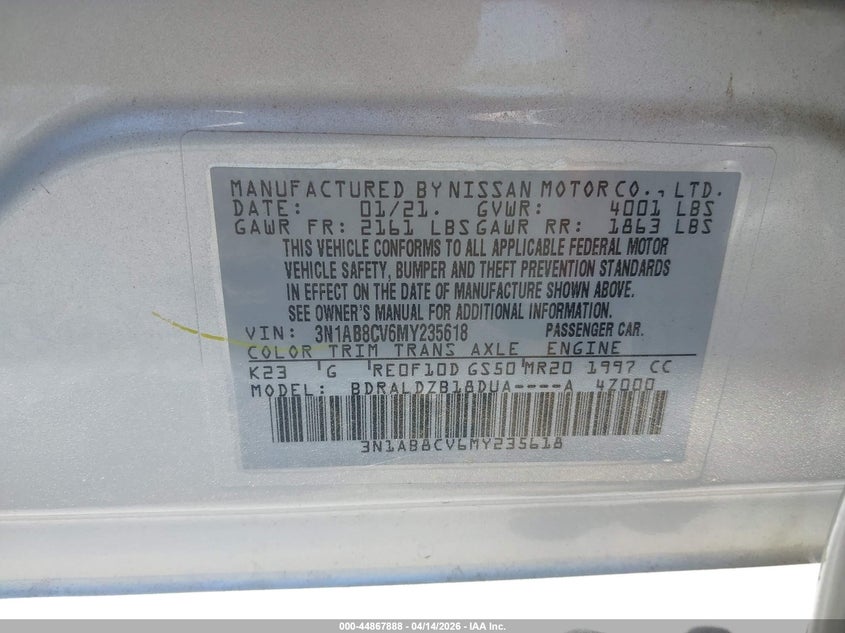 MANUFACTURED BY NISSAN MOTOR CO., LTD.
DATE: 01/21. GVWR: 4001 LBS
GAWR FR: 2161 LBS GAWR RR: 1863 LBS
THIS VEHICLE CONFORMS TO ALL APPLICABLE FEDERAL MOTOR
VEHICLE SAFETY, BUMPER AND THEFT PREVENTION STANDARDS
IN EFFECT ON THE DATE OF MANUFACTURE SHOWN ABOVE.
SEE OWNER'S MANUAL FOR ADDITIONAL INFORMATION.
VIN: 3N1AB8CV6MY235618 PASSENGER CAR.
COLOR TRIM TRANS AXLE ENGINE
K23 'G RE0F10D GS50 'MR20 1997 CC
MODEL: BDRALDZB18DUA----A 4Z000
3N1AB8CV6MY235618
000-44867888 - 04/14/2026 - IAA Inc.